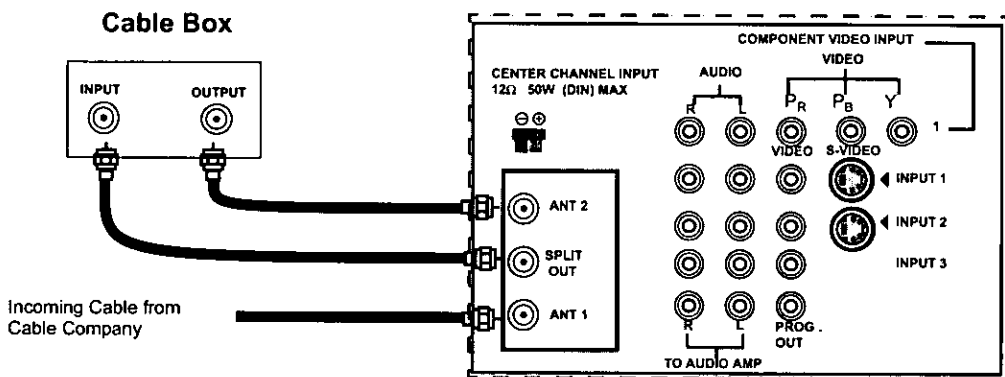 Cable Box
INPUT
OUTPUT
Incoming Cable from
Cable Company
COMPONENT VIDEO INPUT
VIDEO
AUDIO
CENTER CHANNEL INPUT
12Ω 50W (DIN) MAX
⊖ ⊕
R L PR PB Y 1
VIDEO S-VIDEO
INPUT 1
INPUT 2
INPUT 3
ANT 2
SPLIT
OUT
ANT 1
R L PROG.
OUT
TO AUDIO AMP